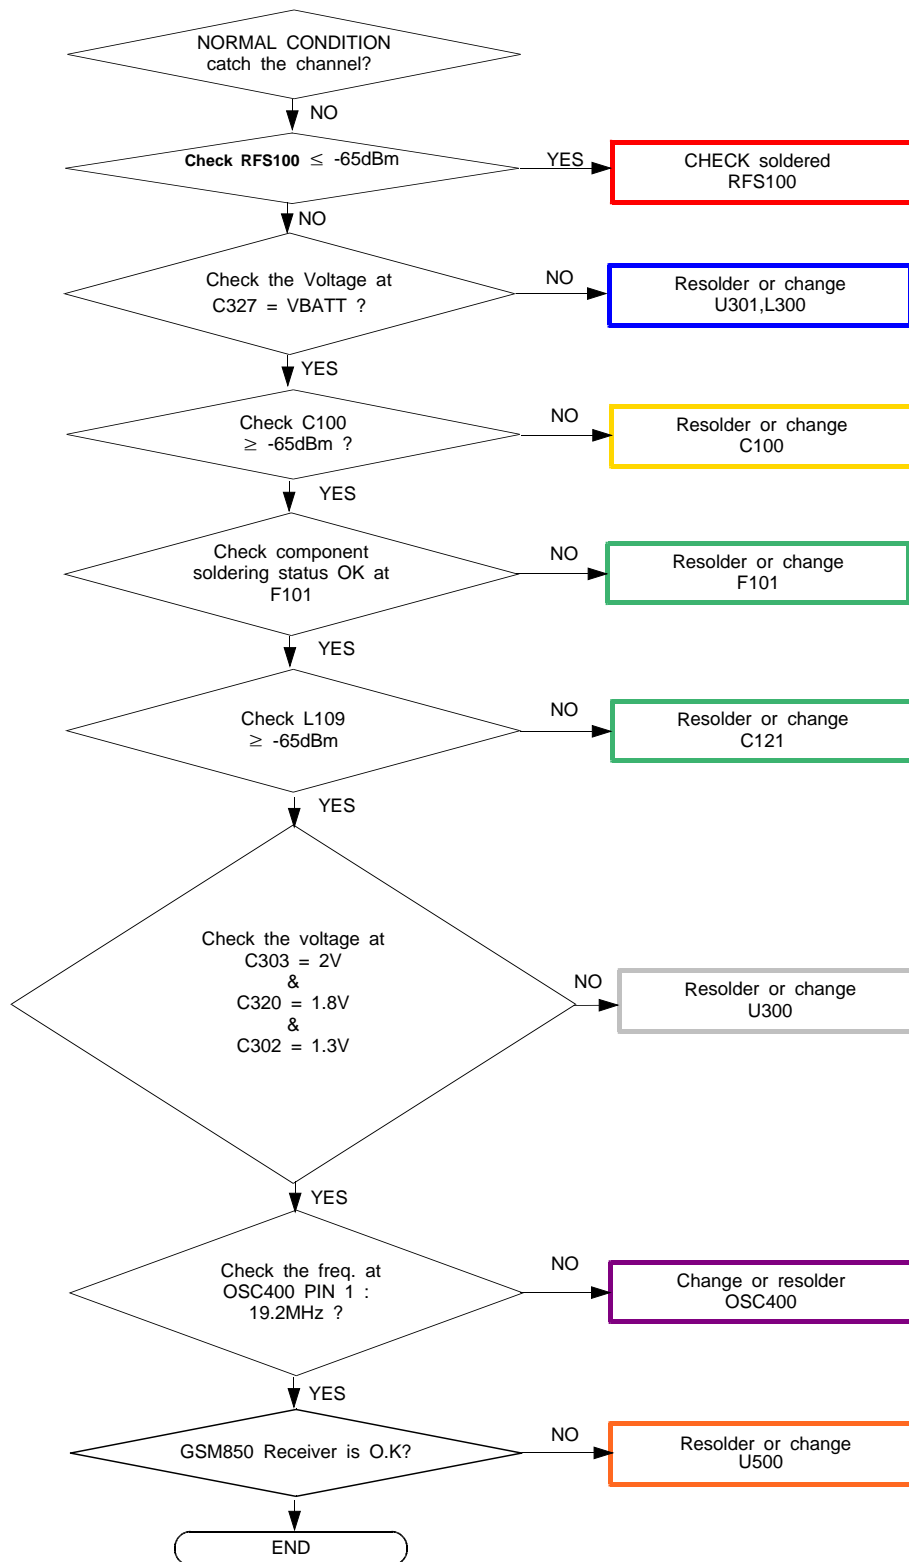 NORMAL CONDITION
catch the channel?
NO
Check RFS100 ≤ -65dBm
YES
CHECK soldered
RFS100
NO
Check the Voltage at
C327 = VBATT ?
NO
Resolder or change
U301,L300
YES
Check C100
≥ -65dBm ?
NO
Resolder or change
C100
YES
Check component
soldering status OK at
F101
NO
Resolder or change
F101
YES
Check L109
≥ -65dBm
NO
Resolder or change
C121
YES
Check the voltage at
C303 = 2V
&
C320 = 1.8V
&
C302 = 1.3V
NO
Resolder or change
U300
YES
Check the freq. at
OSC400 PIN 1 :
19.2MHz ?
NO
Change or resolder
OSC400
YES
GSM850 Receiver is O.K?
NO
Resolder or change
U500
END